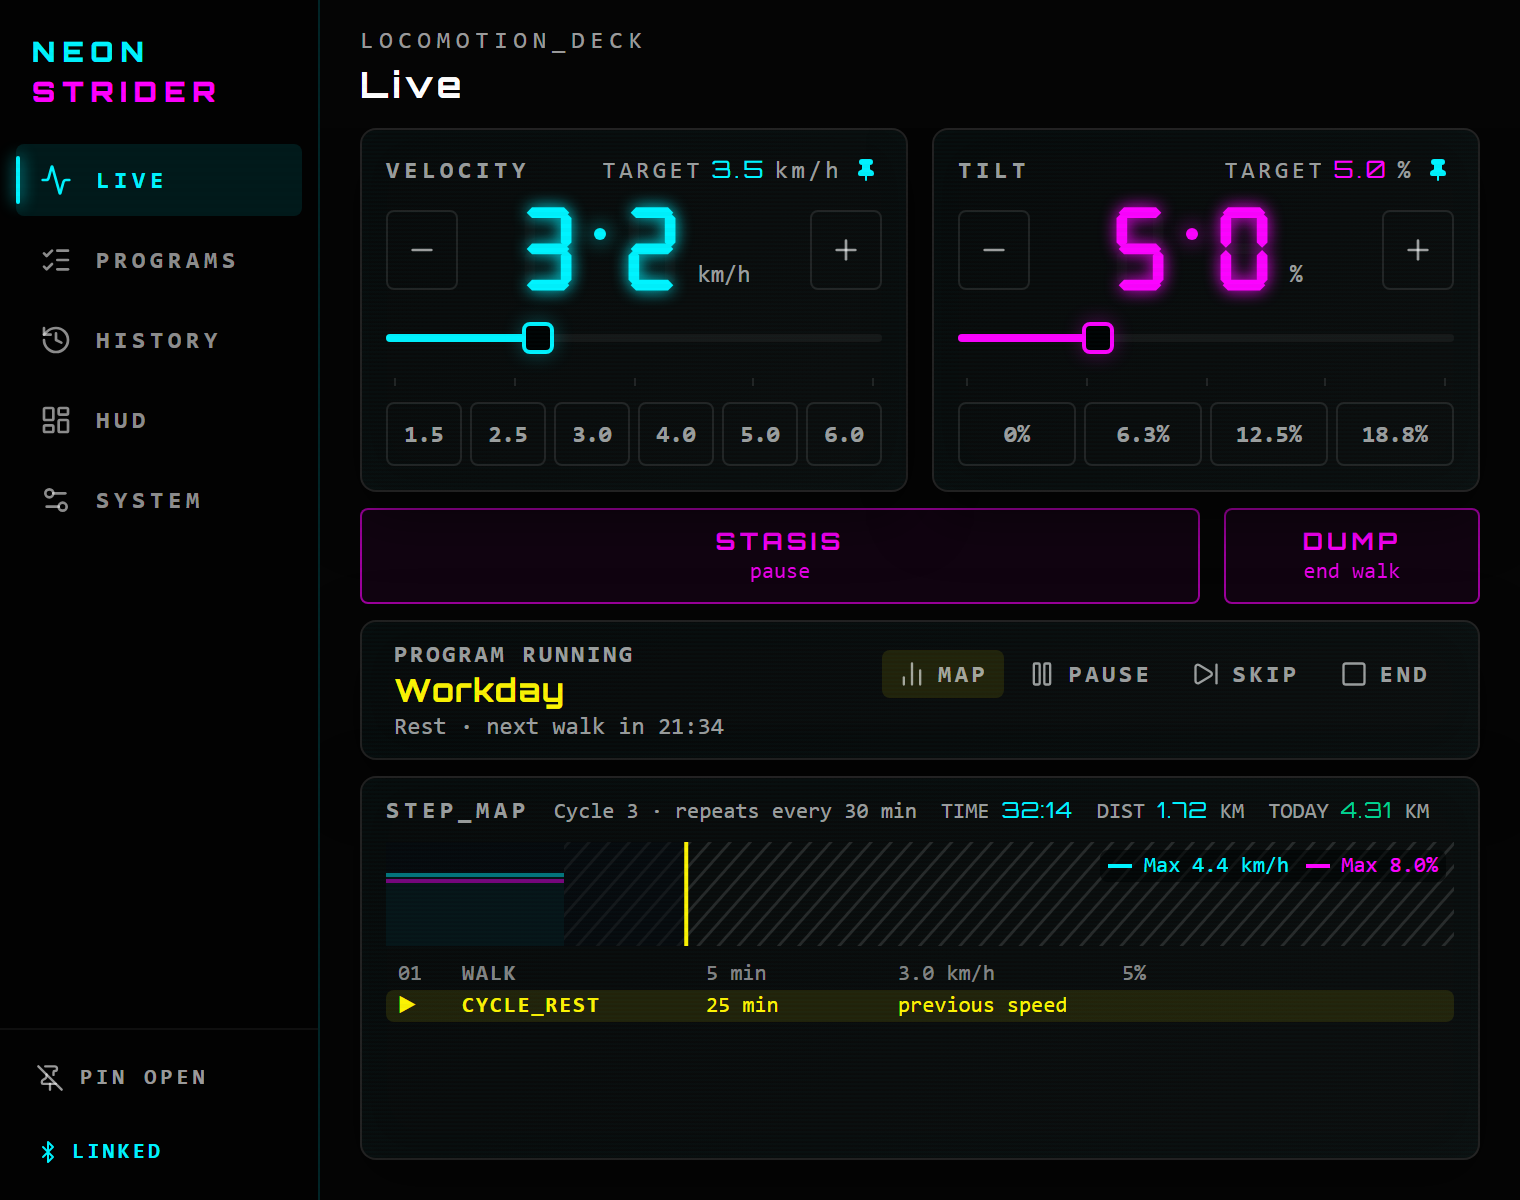 NEON
STRIDER
LIVE
PROGRAMS
HISTORY
HUD
SYSTEM
PIN OPEN
LINKED
LOCOMOTION_DECK
Live
VELOCITY TARGET 3.5 km/h
3.2 km/h
1.5 2.5 3.0 4.0 5.0 6.0
TILT TARGET 5.0 %
5.0 %
0% 6.3% 12.5% 18.8%
STASIS
pause
DUMP
end walk
PROGRAM RUNNING
Workday
Rest · next walk in 21:34
MAP PAUSE SKIP END
STEP_MAP Cycle 3 · repeats every 30 min TIME 32:14 DIST 1.72 KM TODAY 4.31 KM
Max 4.4 km/h Max 8.0%
01 WALK 5 min 3.0 km/h 5%
CYCLE_REST 25 min previous speed